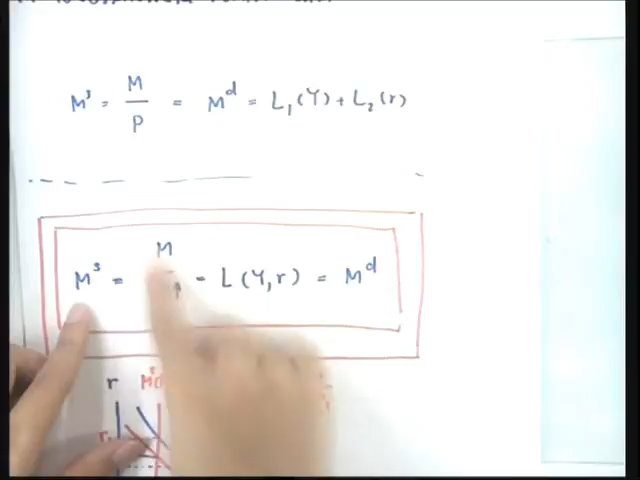 M^s = M/P = M^d = L₁(Y) + L₂(r)
M^s = M/P = L(Y,r) = M^d
r